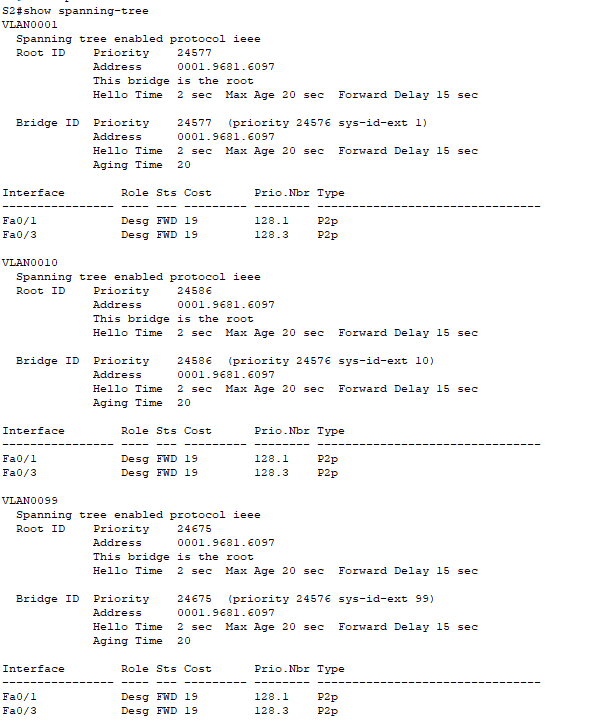 S2#show spanning-tree
VLAN0001
  Spanning tree enabled protocol ieee
  Root ID    Priority    24577
             Address     0001.9681.6097
             This bridge is the root
             Hello Time  2 sec  Max Age 20 sec  Forward Delay 15 sec

  Bridge ID  Priority    24577  (priority 24576 sys-id-ext 1)
             Address     0001.9681.6097
             Hello Time  2 sec  Max Age 20 sec  Forward Delay 15 sec
             Aging Time  20

Interface        Role Sts Cost      Prio.Nbr Type
---------------- ---- --- --------- -------- --------------------------------
Fa0/1            Desg FWD 19        128.1    P2p
Fa0/3            Desg FWD 19        128.3    P2p

VLAN0010
  Spanning tree enabled protocol ieee
  Root ID    Priority    24586
             Address     0001.9681.6097
             This bridge is the root
             Hello Time  2 sec  Max Age 20 sec  Forward Delay 15 sec

  Bridge ID  Priority    24586  (priority 24576 sys-id-ext 10)
             Address     0001.9681.6097
             Hello Time  2 sec  Max Age 20 sec  Forward Delay 15 sec
             Aging Time  20

Interface        Role Sts Cost      Prio.Nbr Type
---------------- ---- --- --------- -------- --------------------------------
Fa0/1            Desg FWD 19        128.1    P2p
Fa0/3            Desg FWD 19        128.3    P2p

VLAN0099
  Spanning tree enabled protocol ieee
  Root ID    Priority    24675
             Address     0001.9681.6097
             This bridge is the root
             Hello Time  2 sec  Max Age 20 sec  Forward Delay 15 sec

  Bridge ID  Priority    24675  (priority 24576 sys-id-ext 99)
             Address     0001.9681.6097
             Hello Time  2 sec  Max Age 20 sec  Forward Delay 15 sec
             Aging Time  20

Interface        Role Sts Cost      Prio.Nbr Type
---------------- ---- --- --------- -------- --------------------------------
Fa0/1            Desg FWD 19        128.1    P2p
Fa0/3            Desg FWD 19        128.3    P2p